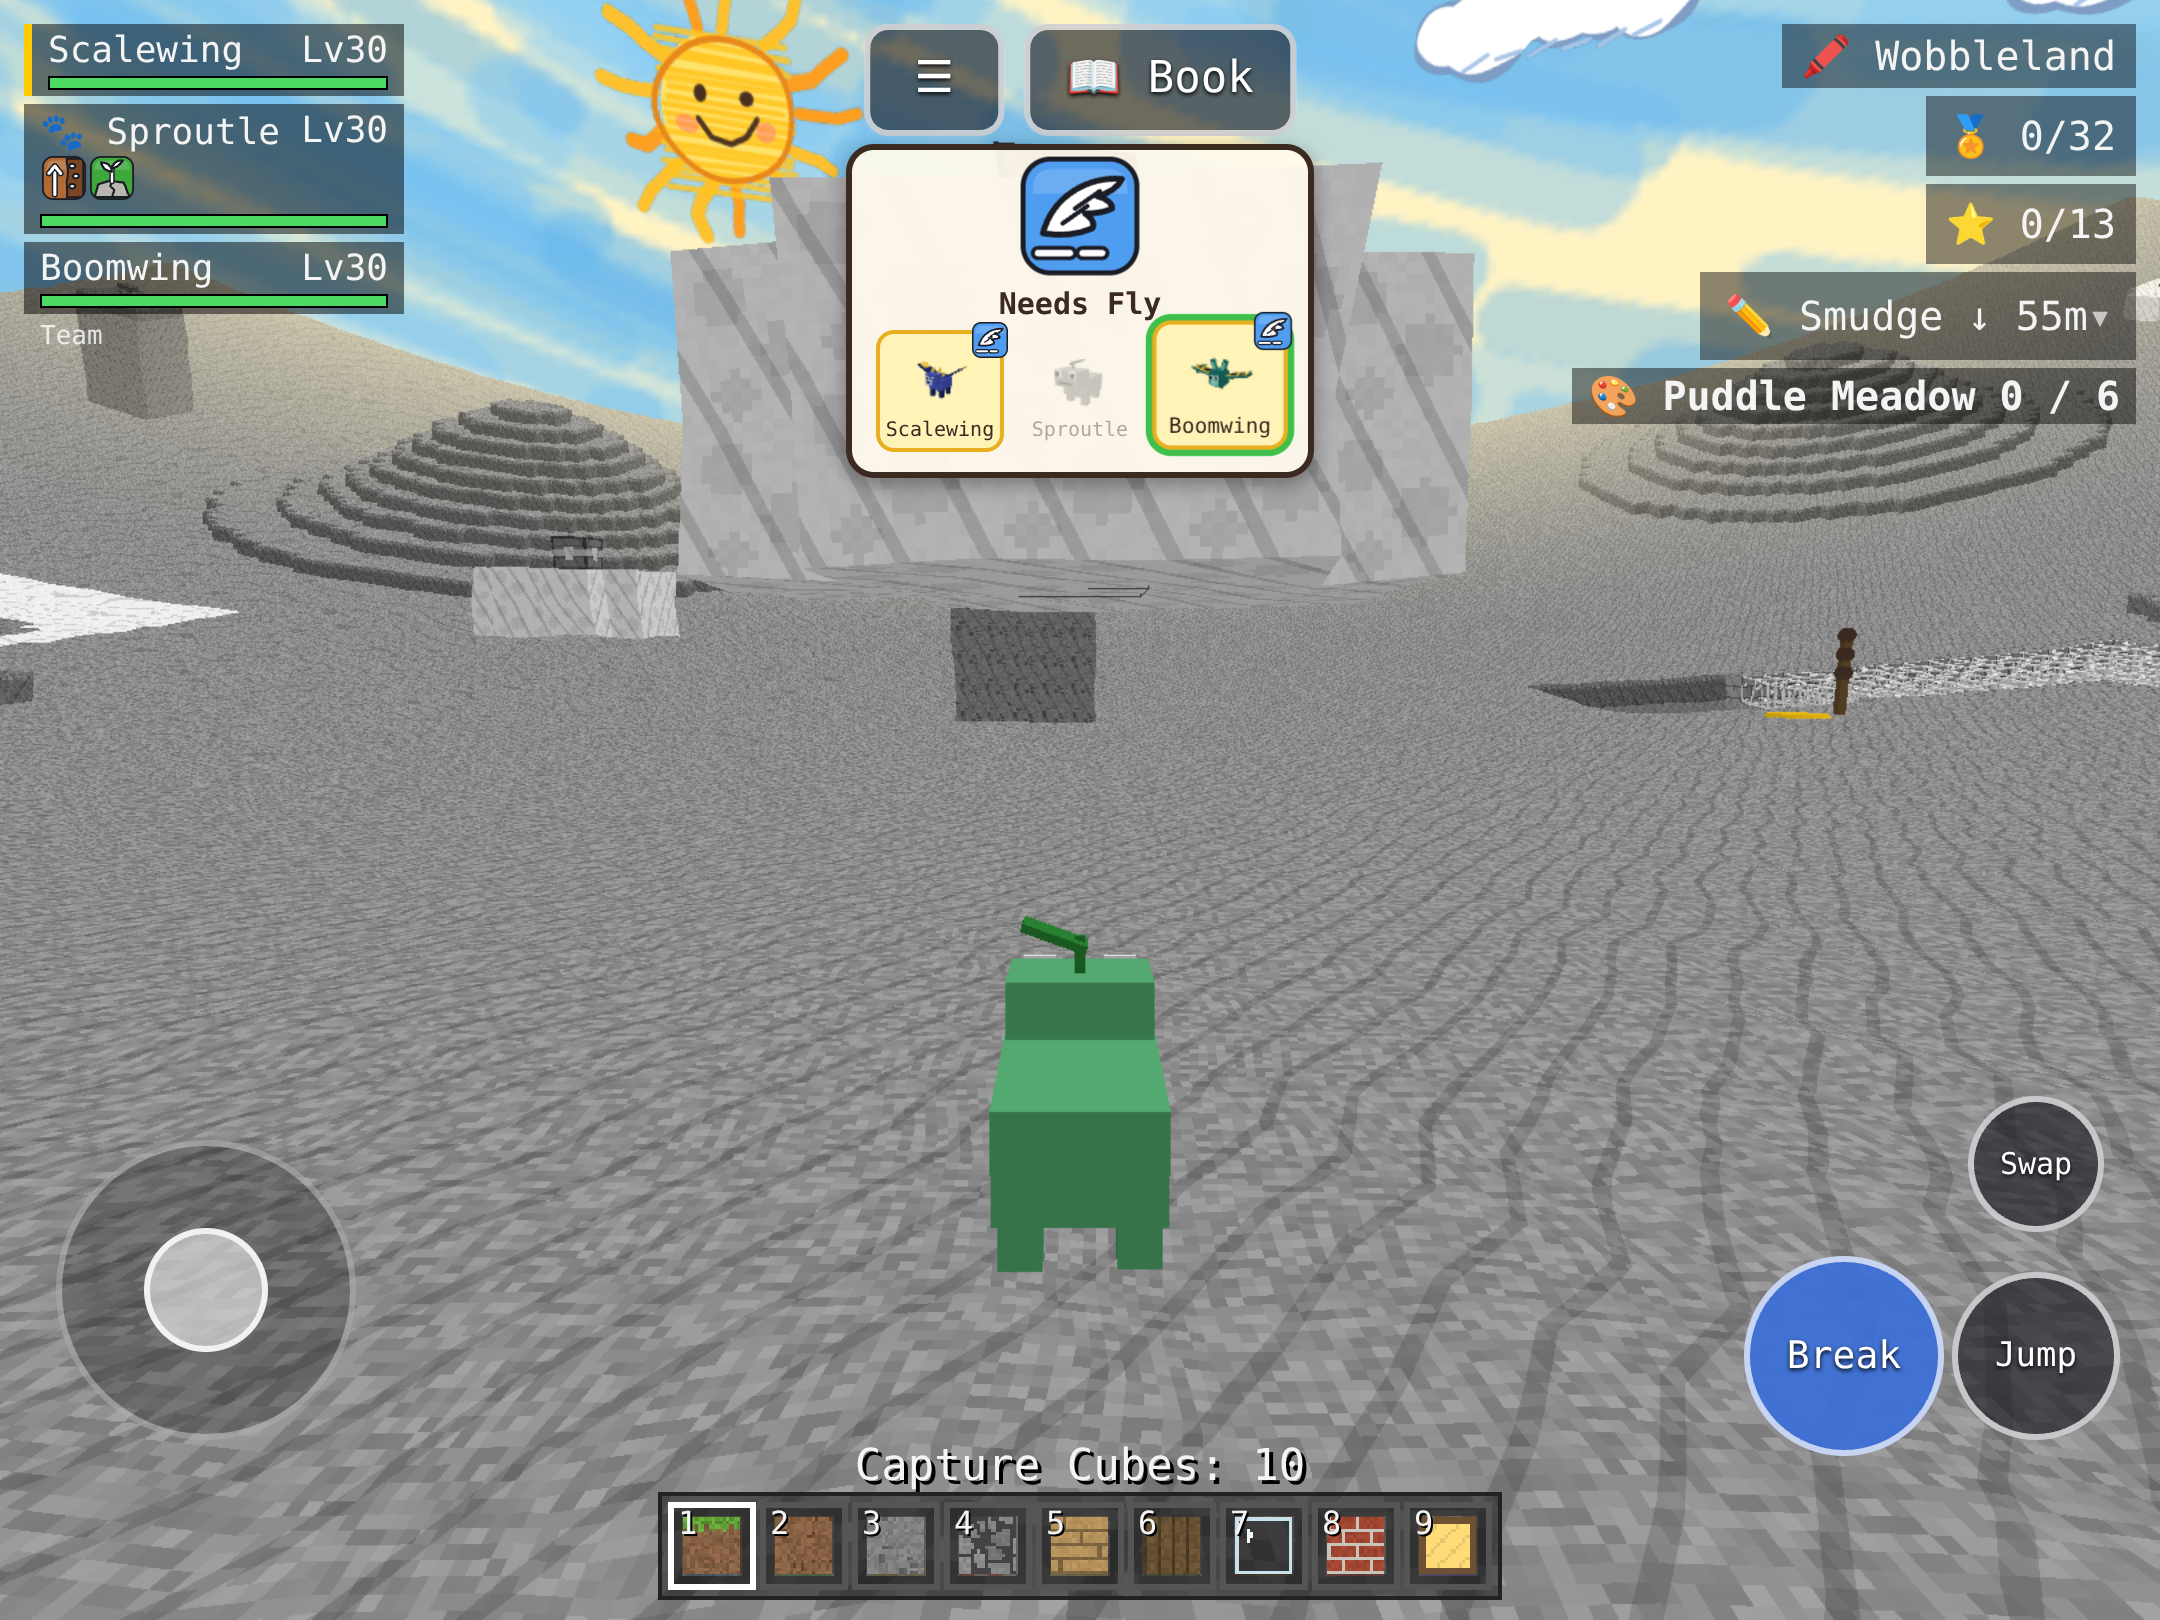 Scalewing Lv30
Sproutle Lv30
Boomwing Lv30
Team
☰
Book
Needs Fly
Scalewing
Sproutle
Boomwing
Wobbleland
0/32
0/13
Smudge ↓ 55m▾
Puddle Meadow 0 / 6
Swap
Break
Jump
Capture Cubes: 10
1 2 3 4 5 6 7 8 9